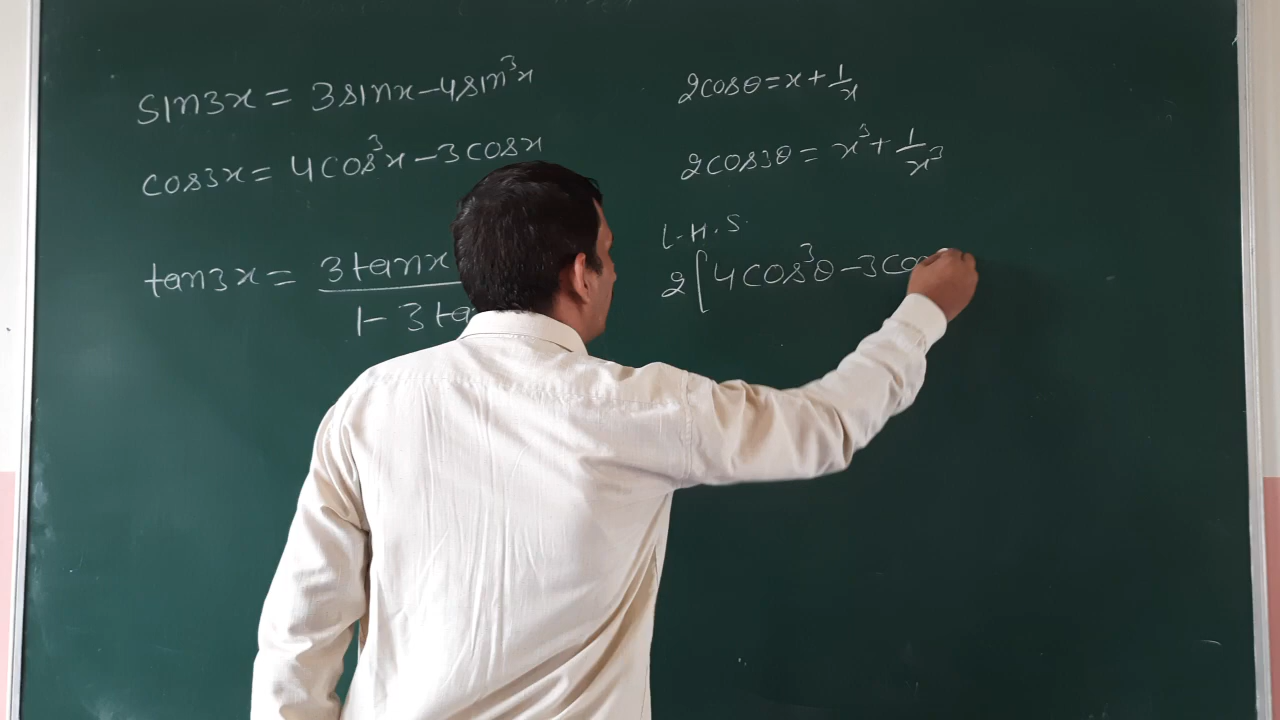 sin3x = 3sinx - 4sin³x
cos3x = 4cos³x - 3cosx
tan3x = 3tanx
1 - 3ta
2cosθ = x + 1/x
2cos3θ = x³ + 1/x³
L.H.S.
2[4cos³θ - 3co